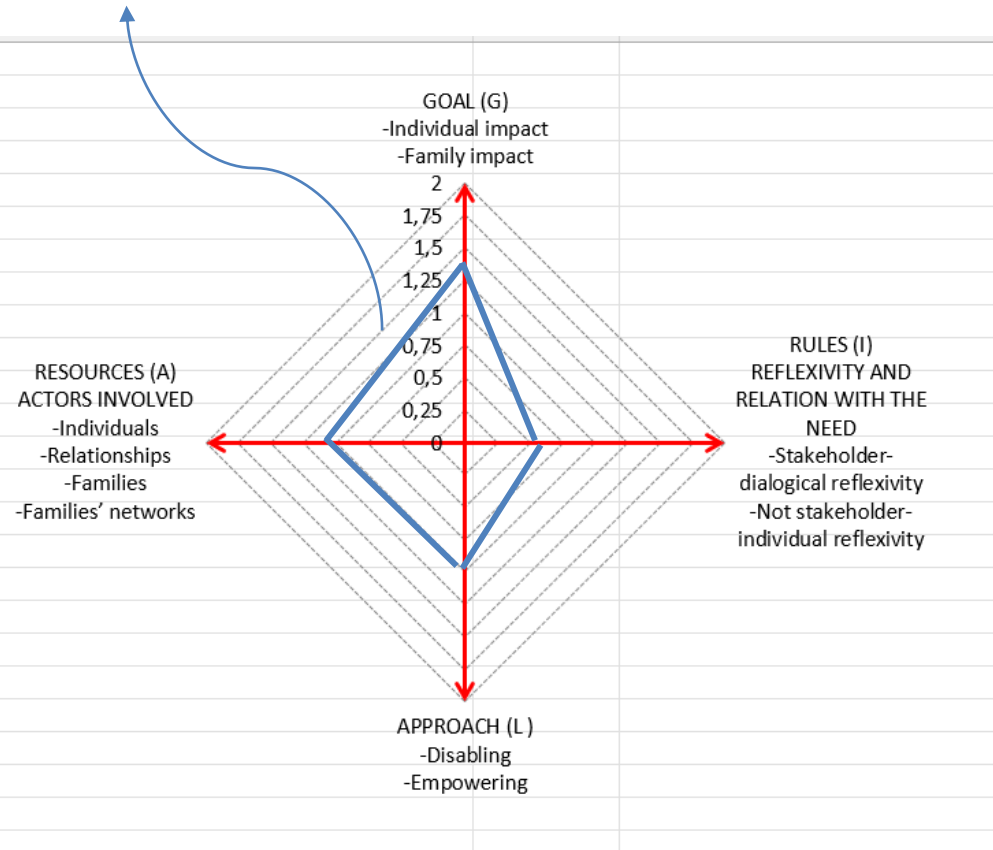 GOAL (G)
-Individual impact
-Family impact
2
1,75
1,5
1,25
1
0,75
0,5
0,25
0
RULES (I)
REFLEXIVITY AND
RELATION WITH THE
NEED
-Stakeholder-
dialogical reflexivity
-Not stakeholder-
individual reflexivity
RESOURCES (A)
ACTORS INVOLVED
-Individuals
-Relationships
-Families
-Families’ networks
APPROACH (L )
-Disabling
-Empowering